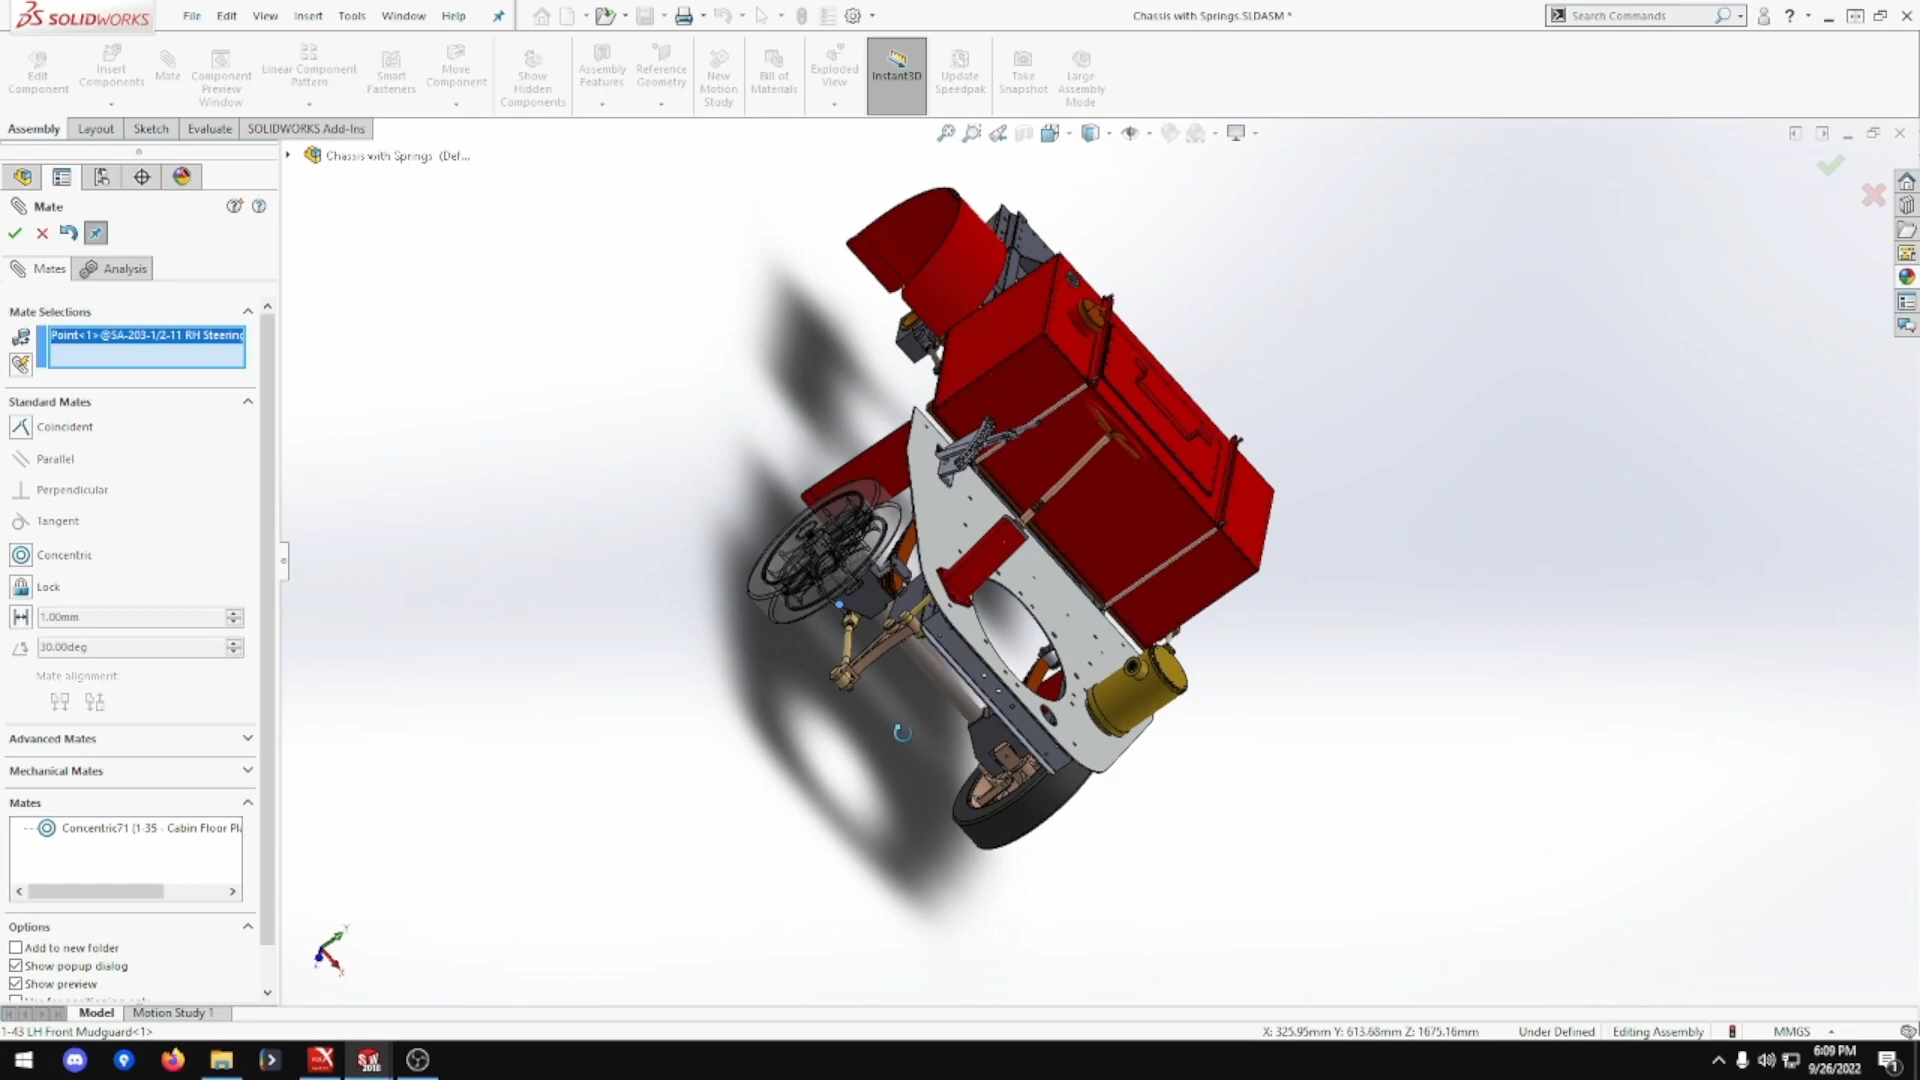 SOLIDWORKS
File Edit View Insert Tools Window Help
Chassis with Springs.SLDASM *
Search Commands
Edit Component
Insert Components
Mate
Component Preview Window
Linear Component Pattern
Smart Fasteners
Move Component
Show Hidden Components
Assembly Features
Reference Geometry
New Motion Study
Bill of Materials
Exploded View
Instant3D
Update Speedpak
Take Snapshot
Large Assembly Mode
Assembly Layout Sketch Evaluate SOLIDWORKS Add-Ins
Chassis with Springs (Def...
Mate
Mates Analysis
Mate Selections
Point<1>@SA-203-1/2-11 RH Steering
Standard Mates
Coincident
Parallel
Perpendicular
Tangent
Concentric
Lock
1.00mm
30.00deg
Mate alignment:
Advanced Mates
Mechanical Mates
Mates
Concentric71 (1-35 - Cabin Floor Pl
Options
Add to new folder
Show popup dialog
Show preview
Model Motion Study 1
1-43 LH Front Mudguard<1>
X: 325.95mm Y: 613.68mm Z: 1675.16mm Under Defined Editing Assembly MMGS
6:09 PM
9/26/2022